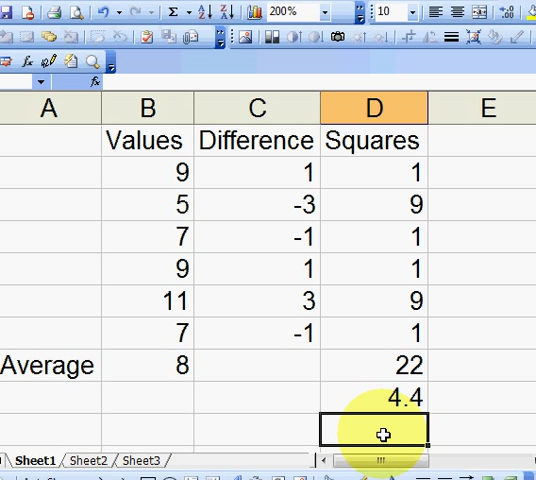 200% 10
fx
A B C D E
Values Difference Squares
9 1 1
5 -3 9
7 -1 1
9 1 1
11 3 9
7 -1 1
Average 8 22
4.4
Sheet1 Sheet2 Sheet3